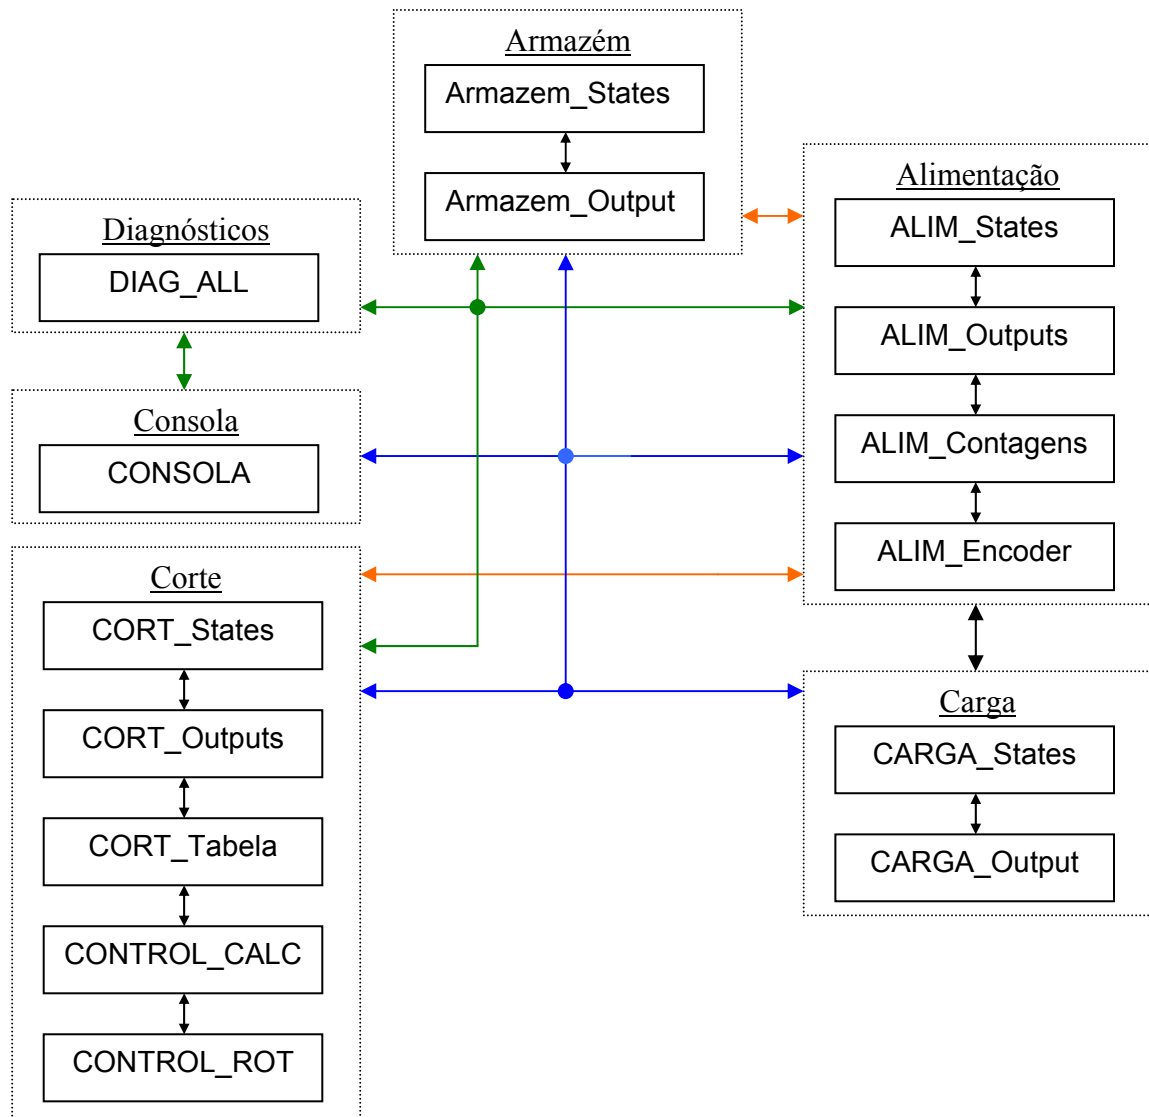 Armazém
Armazem_States
Armazem_Output
Alimentação
ALIM_States
ALIM_Outputs
ALIM_Contagens
ALIM_Encoder
Diagnósticos
DIAG_ALL
Consola
CONSOLA
Corte
CORT_States
CORT_Outputs
CORT_Tabela
CONTROL_CALC
CONTROL_ROT
Carga
CARGA_States
CARGA_Output